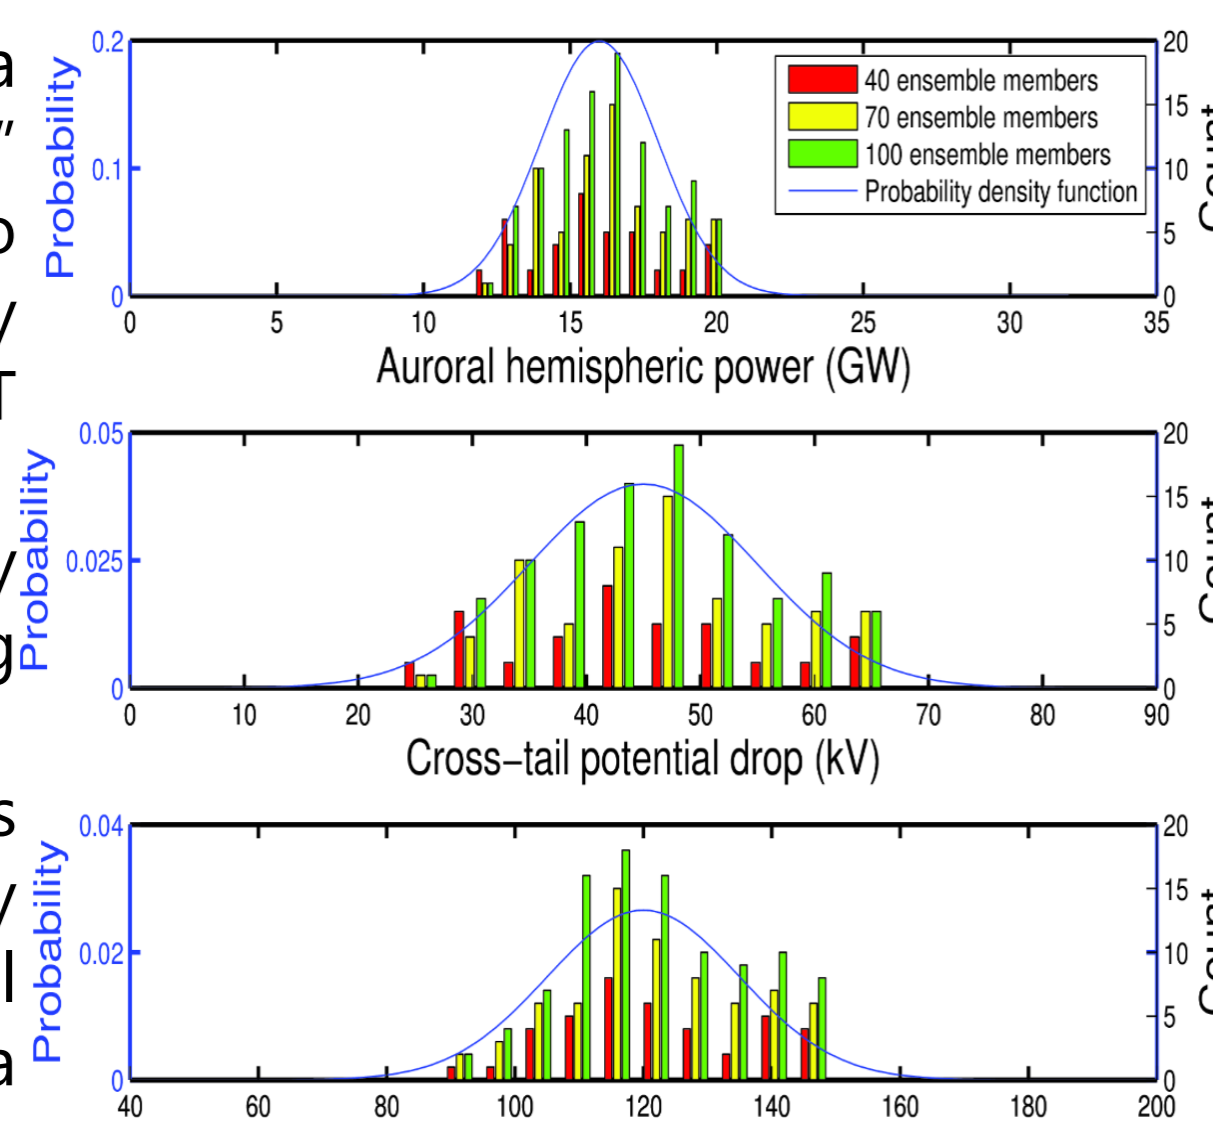 a
”
o
y
T
y
g
s
y
l
a
Probability
0.2
0.1
0
20
15
10
5
0
40 ensemble members
70 ensemble members
100 ensemble members
Probability density function
0 5 10 15 20 25 30 35
Auroral hemispheric power (GW)
Probability
0.05
0.025
0
20
15
10
5
0
0 10 20 30 40 50 60 70 80 90
Cross-tail potential drop (kV)
Probability
0.04
0.02
0
20
15
10
5
0
40 60 80 100 120 140 160 180 200